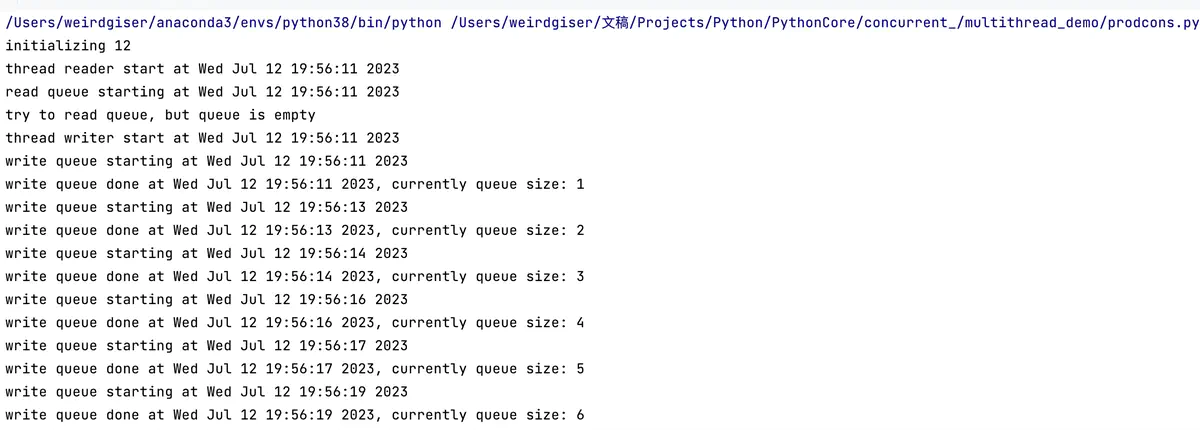 /Users/weirdgiser/anaconda3/envs/python38/bin/python /Users/weirdgiser/文稿/Projects/Python/PythonCore/concurrent_/multithread_demo/prodcons.py
initializing 12
thread reader start at Wed Jul 12 19:56:11 2023
read queue starting at Wed Jul 12 19:56:11 2023
try to read queue, but queue is empty
thread writer start at Wed Jul 12 19:56:11 2023
write queue starting at Wed Jul 12 19:56:11 2023
write queue done at Wed Jul 12 19:56:11 2023, currently queue size: 1
write queue starting at Wed Jul 12 19:56:13 2023
write queue done at Wed Jul 12 19:56:13 2023, currently queue size: 2
write queue starting at Wed Jul 12 19:56:14 2023
write queue done at Wed Jul 12 19:56:14 2023, currently queue size: 3
write queue starting at Wed Jul 12 19:56:16 2023
write queue done at Wed Jul 12 19:56:16 2023, currently queue size: 4
write queue starting at Wed Jul 12 19:56:17 2023
write queue done at Wed Jul 12 19:56:17 2023, currently queue size: 5
write queue starting at Wed Jul 12 19:56:19 2023
write queue done at Wed Jul 12 19:56:19 2023, currently queue size: 6